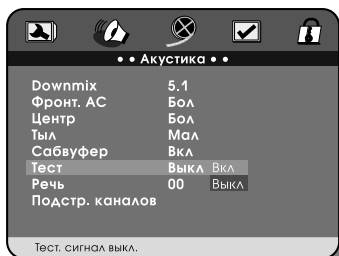 • • Акустика • •
Downmix 5.1
Фронт. АС Бол
Центр Бол
Тыл Мал
Сабвуфер Вкл
Тест Выкл Вкл
Речь 00 Выкл
Подстр. каналов
Тест. сигнал выкл.